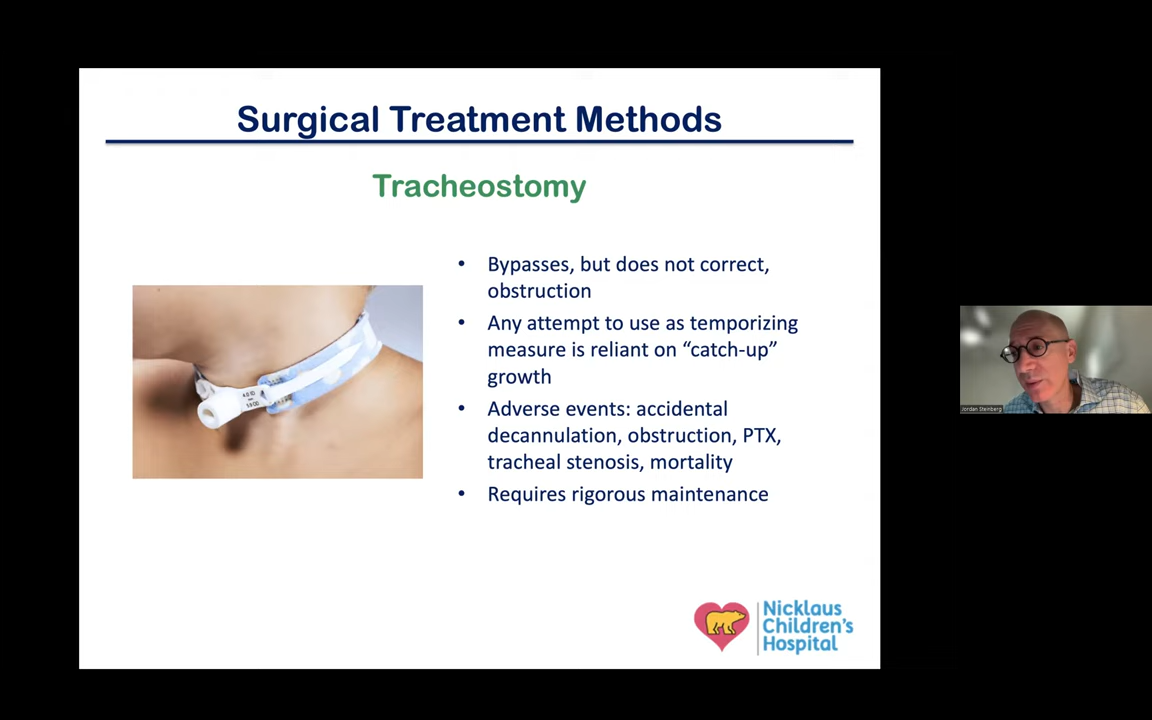 Surgical Treatment Methods
Tracheostomy
• Bypasses, but does not correct,
obstruction
• Any attempt to use as temporizing
measure is reliant on “catch-up”
growth
• Adverse events: accidental
decannulation, obstruction, PTX,
tracheal stenosis, mortality
• Requires rigorous maintenance
Nicklaus
Children's
Hospital
Jordan Steinberg